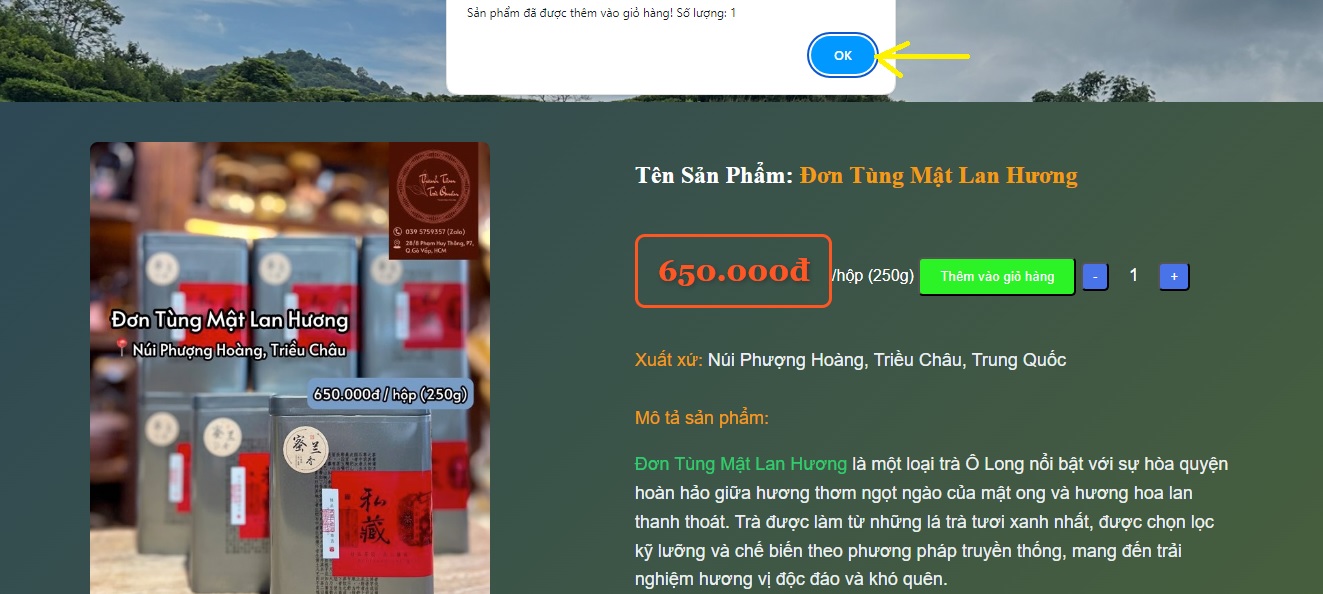 Sản phẩm đã được thêm vào giỏ hàng! Số lượng: 1
OK
Thanh Tâm
Trà Quán
039 5759357 (Zalo)
28/8 Phạm Huy Thông, P7,
Q.Gò Vấp, HCM
Đơn Tùng Mật Lan Hương
Núi Phượng Hoàng, Triều Châu
650.000đ / hộp (250g)
蜜兰香
私藏
Tên Sản Phẩm: Đơn Tùng Mật Lan Hương
650.000đ /hộp (250g) Thêm vào giỏ hàng - 1 +
Xuất xứ: Núi Phượng Hoàng, Triều Châu, Trung Quốc
Mô tả sản phẩm:
Đơn Tùng Mật Lan Hương là một loại trà Ô Long nổi bật với sự hòa quyện
hoàn hảo giữa hương thơm ngọt ngào của mật ong và hương hoa lan
thanh thoát. Trà được làm từ những lá trà tươi xanh nhất, được chọn lọc
kỹ lưỡng và chế biến theo phương pháp truyền thống, mang đến trải
nghiệm hương vị độc đáo và khó quên.